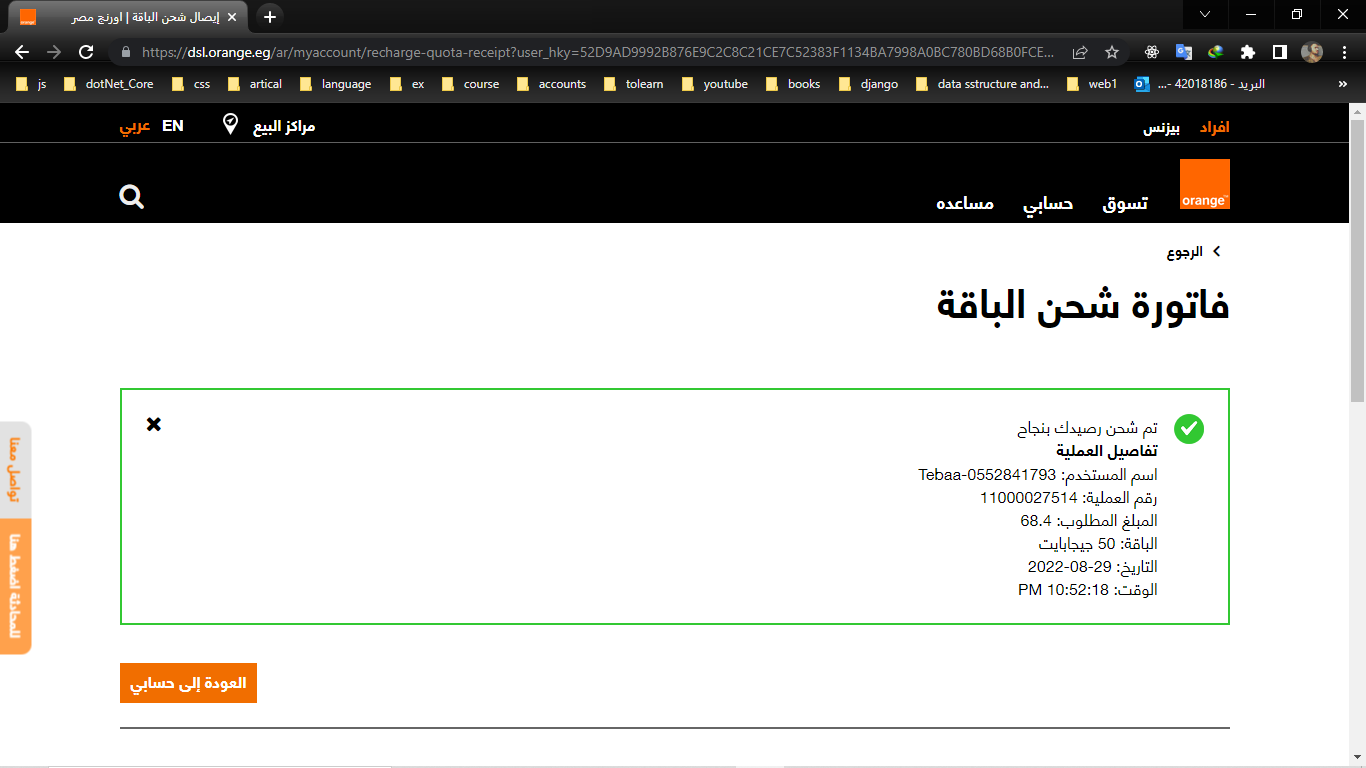 إيصال شحن الباقة | اورنج مصر
https://dsl.orange.eg/ar/myaccount/recharge-quota-receipt?user_hky=52D9AD9992B876E9C2C8C21CE7C52383F1134BA7998A0BC780BD68B0FCE...
js dotNet_Core css artical language ex course accounts tolearn youtube books django data sstructure and... web1 البريد - 42018186 -...
افراد بيزنس مراكز البيع EN عربي
orange تسوق حسابي مساعده
الرجوع
فاتورة شحن الباقة
تم شحن رصيدك بنجاح
تفاصيل العملية
اسم المستخدم: Tebaa-0552841793
رقم العملية: 11000027514
المبلغ المطلوب: 68.4
الباقة: 50 جيجابايت
التاريخ: 2022-08-29
الوقت: 10:52:18 PM
تواصل معنا
للمحادثة اضغط هنا
العودة إلى حسابي